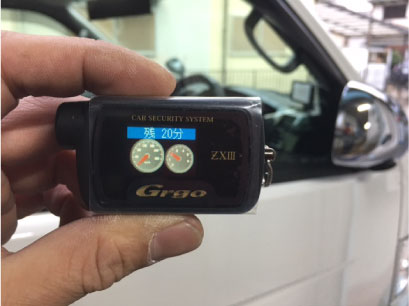 CAR SECURITY SYSTEM
残 20分
ZXIII
Grgo